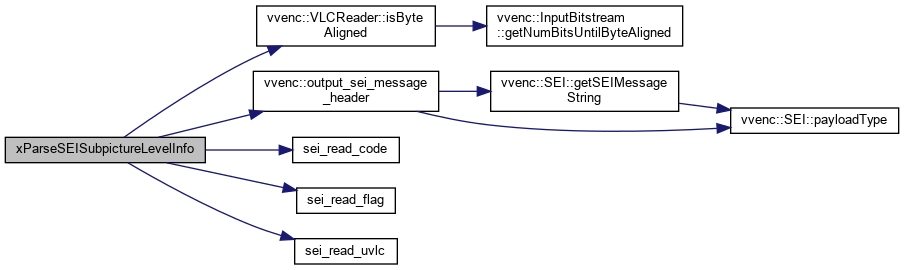 vvenc::VLCReader::isByte
Aligned
vvenc::InputBitstream
::getNumBitsUntilByteAligned
vvenc::output_sei_message
_header
vvenc::SEI::getSEIMessage
String
vvenc::SEI::payloadType
xParseSEISubpictureLevelInfo
sei_read_code
sei_read_flag
sei_read_uvlc